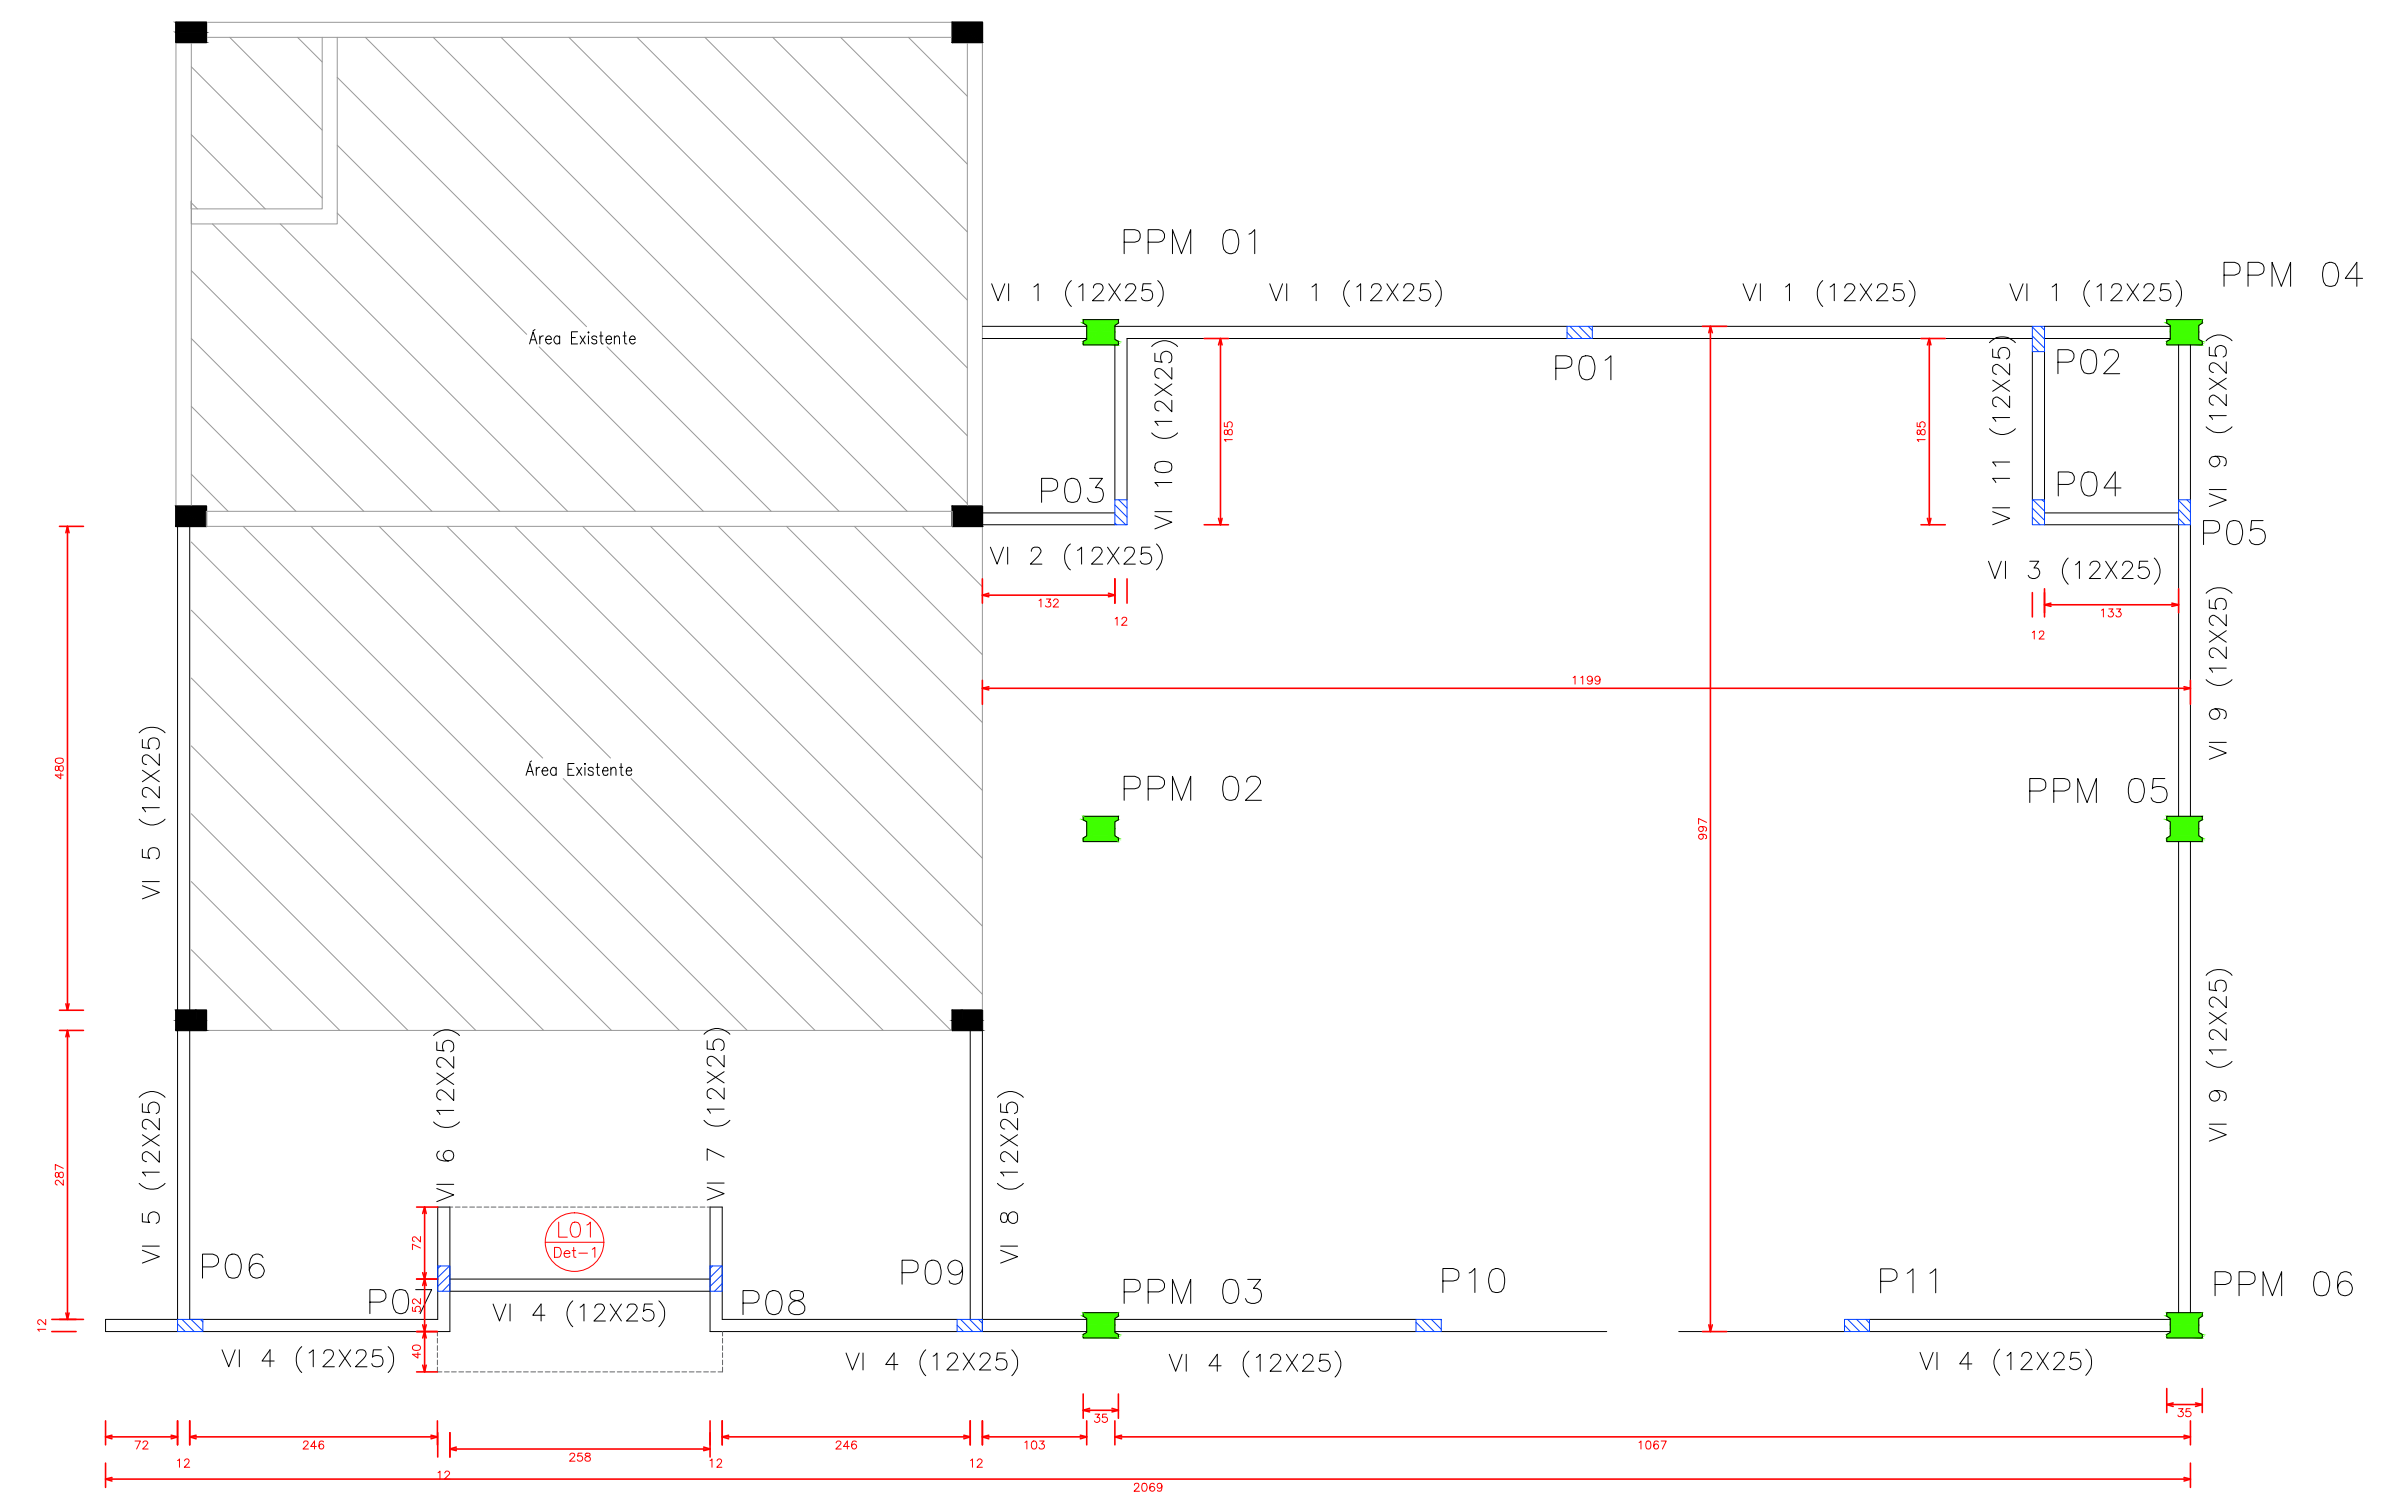 PPM 01
PPM 04
VI 1 (12X25)
VI 1 (12X25)
VI 1 (12X25)
VI 1 (12X25)
Área Existente
VI 10 (12X25)
185
P01
185
VI 11 (12X25)
P02
VI 9 (12X25)
P03
P04
P05
VI 2 (12X25)
VI 3 (12X25)
132
12
133
12
1199
VI 9 (12X25)
480
VI 5 (12X25)
Área Existente
PPM 02
997
PPM 05
VI 9 (12X25)
287
VI 5 (12X25)
VI 6 (12X25)
VI 7 (12X25)
VI 8 (12X25)
L01
Det-1
72
P06
P07
52
P08
P09
PPM 03
P10
P11
PPM 06
12
VI 4 (12X25)
40
VI 4 (12X25)
VI 4 (12X25)
VI 4 (12X25)
VI 4 (12X25)
35
35
72
246
246
103
1067
258
12
12
12
12
2069